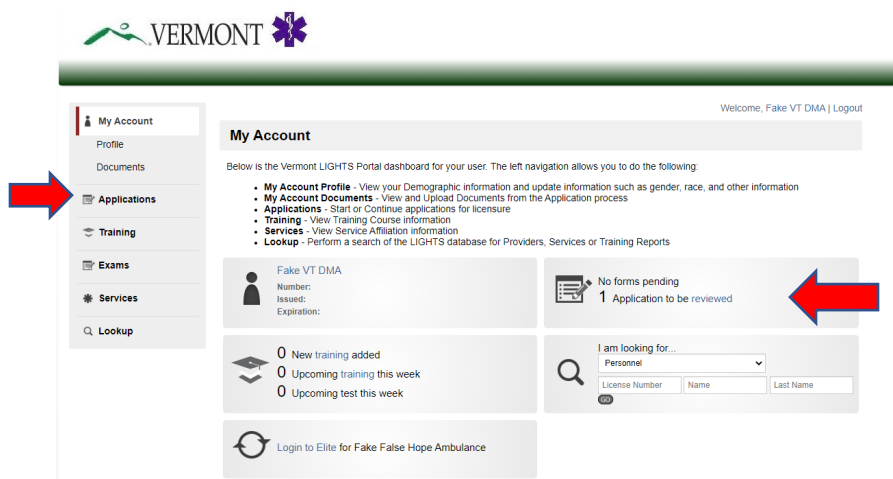 VERMONT
Welcome, Fake VT DMA | Logout
My Account
Profile
Documents
Applications
Training
Exams
Services
Lookup
My Account
Below is the Vermont LIGHTS Portal dashboard for your user. The left navigation allows you to do the following:
• My Account Profile - View your Demographic information and update information such as gender, race, and other information
• My Account Documents - View and Upload Documents from the Application process
• Applications - Start or Continue applications for licensure
• Training - View Training Course information
• Services - View Service Affiliation information
• Lookup - Perform a search of the LIGHTS database for Providers, Services or Training Reports
Fake VT DMA
Number:
Issued:
Expiration:
No forms pending
1 Application to be reviewed
0 New training added
0 Upcoming training this week
0 Upcoming test this week
I am looking for...
Personnel
License Number Name Last Name
GO
Login to Elite for Fake False Hope Ambulance